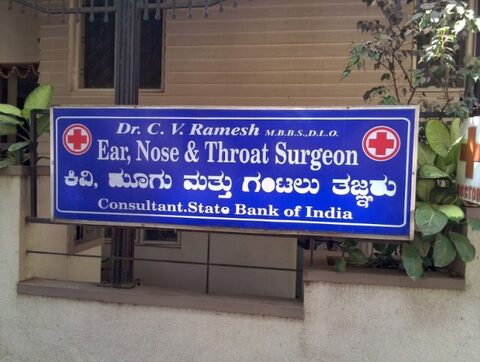 Dr. C. V. Ramesh M.B.B.S.,D.L.O.
Ear, Nose & Throat Surgeon
ಕಿವಿ, ಮೂಗು ಮತ್ತು ಗಂಟಲು ತಜ್ಞರು
Consultant.State Bank of India